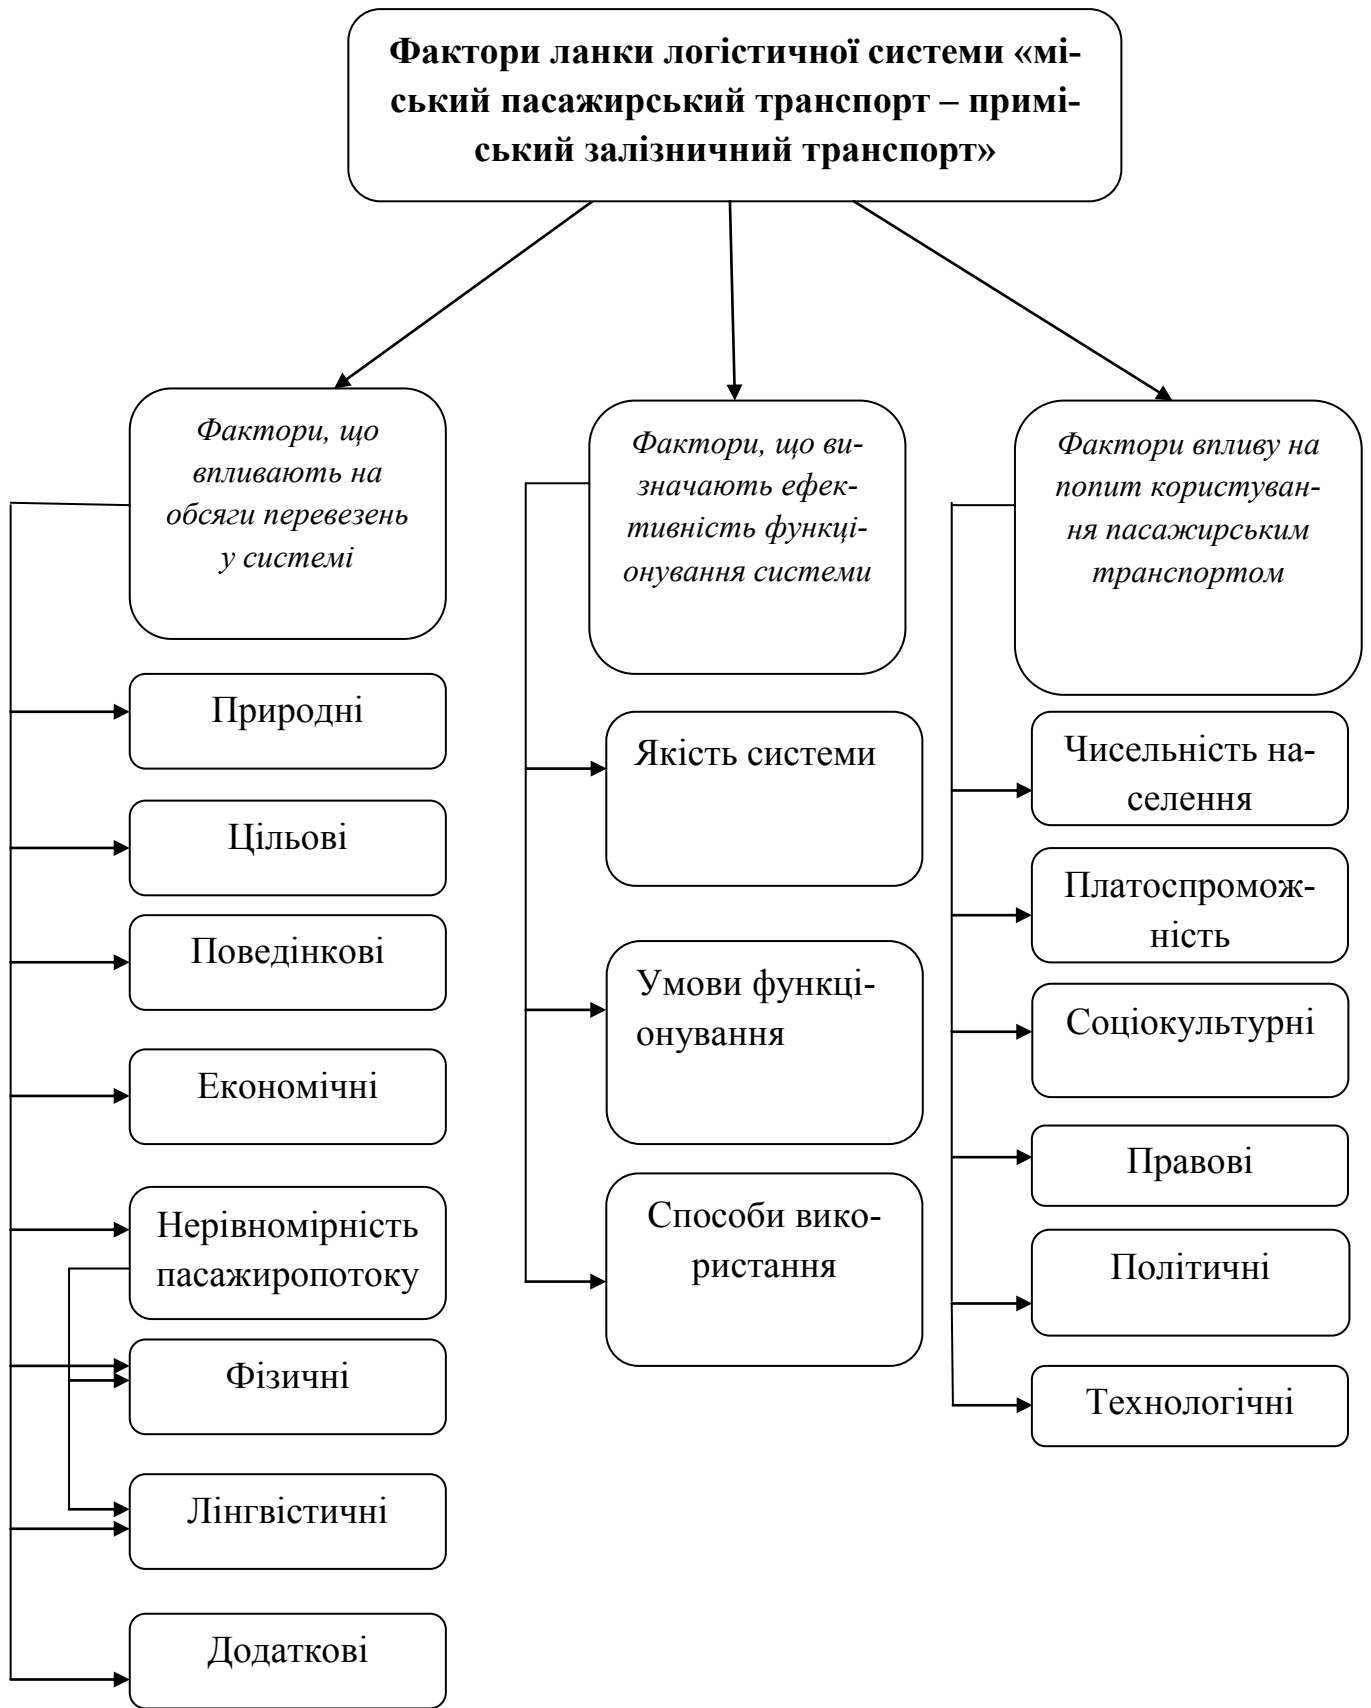 Фактори ланки логістичної системи «мі-
ський пасажирський транспорт – примі-
ський залізничний транспорт»
Фактори, що
впливають на
обсяги перевезень
у системі
Природні
Цільові
Поведінкові
Економічні
Нерівномірність
пасажиропотоку
Фізичні
Лінгвістичні
Додаткові
Фактори, що ви-
значають ефек-
тивність функці-
онування системи
Якість системи
Умови функці-
онування
Способи вико-
ристання
Фактори впливу на
попит користуван-
ня пасажирським
транспортом
Чисельність на-
селення
Платоспромож-
ність
Соціокультурні
Правові
Політичні
Технологічні